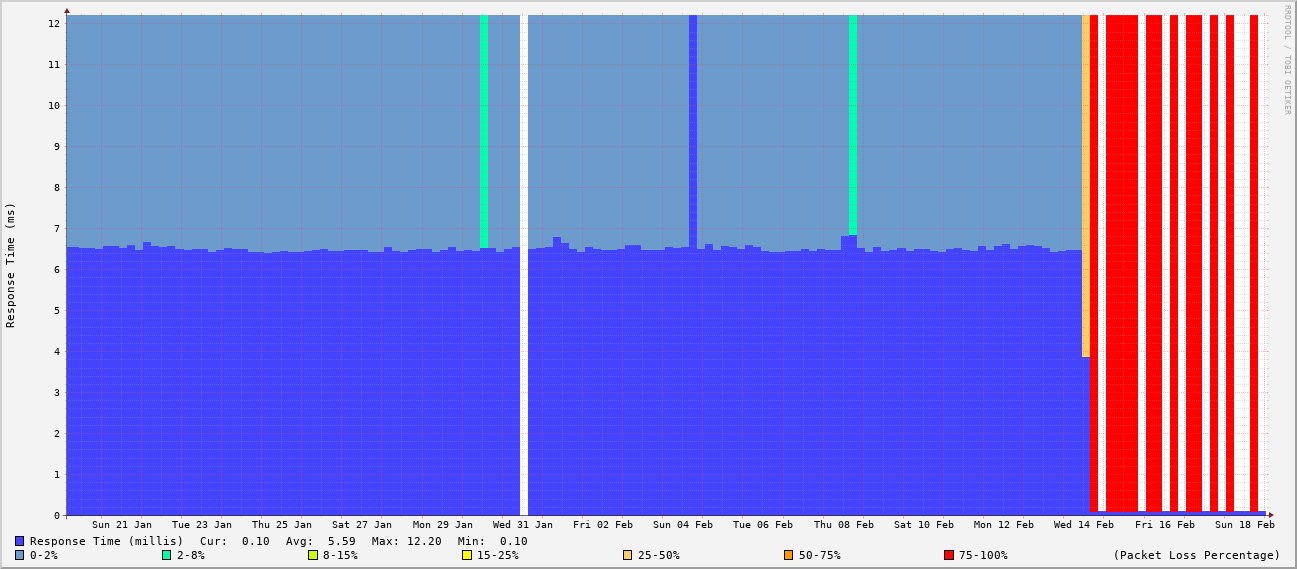 RRDTOOL / TOBI OETIKER
Response Time (ms)
12
11
10
9
8
7
6
5
4
3
2
1
0
Sun 21 Jan Tue 23 Jan Thu 25 Jan Sat 27 Jan Mon 29 Jan Wed 31 Jan Fri 02 Feb Sun 04 Feb Tue 06 Feb Thu 08 Feb Sat 10 Feb Mon 12 Feb Wed 14 Feb Fri 16 Feb Sun 18 Feb
Response Time (millis) Cur: 0.10 Avg: 5.59 Max: 12.20 Min: 0.10
0-2% 2-8% 8-15% 15-25% 25-50% 50-75% 75-100% (Packet Loss Percentage)